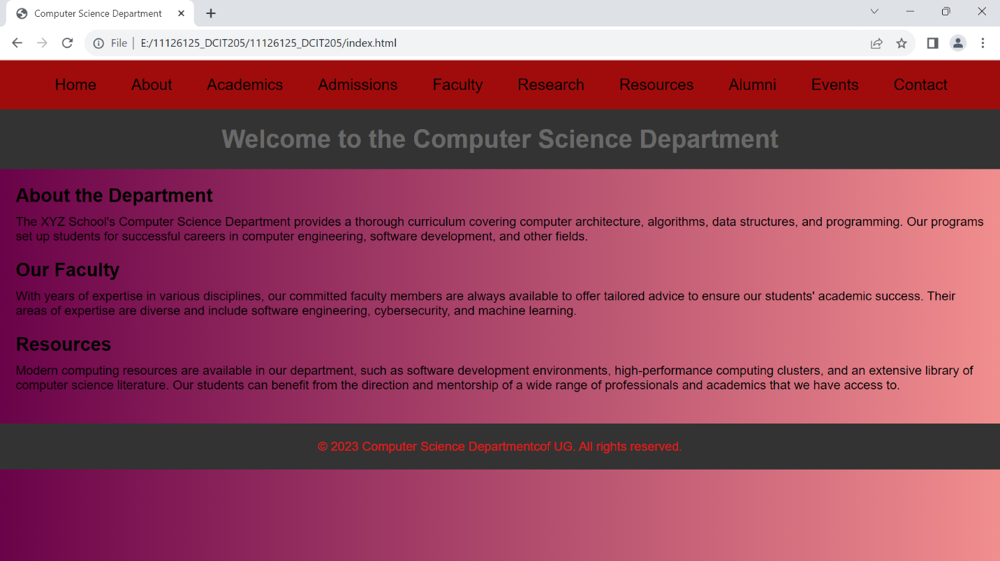 Computer Science Department
File E:/11126125_DCIT205/11126125_DCIT205/index.html
Home About Academics Admissions Faculty Research Resources Alumni Events Contact
Welcome to the Computer Science Department
About the Department
The XYZ School's Computer Science Department provides a thorough curriculum covering computer architecture, algorithms, data structures, and programming. Our programs
set up students for successful careers in computer engineering, software development, and other fields.
Our Faculty
With years of expertise in various disciplines, our committed faculty members are always available to offer tailored advice to ensure our students' academic success. Their
areas of expertise are diverse and include software engineering, cybersecurity, and machine learning.
Resources
Modern computing resources are available in our department, such as software development environments, high-performance computing clusters, and an extensive library of
computer science literature. Our students can benefit from the direction and mentorship of a wide range of professionals and academics that we have access to.
© 2023 Computer Science Departmentcof UG. All rights reserved.